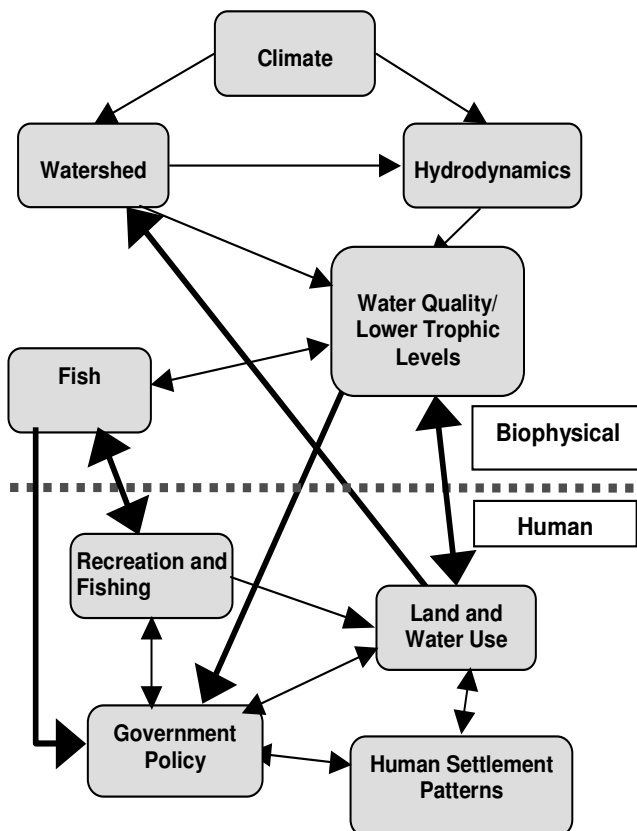 Climate
Watershed
Hydrodynamics
Water Quality/
Lower Trophic
Levels
Fish
Biophysical
Human
Recreation and
Fishing
Land and
Water Use
Government
Policy
Human Settlement
Patterns